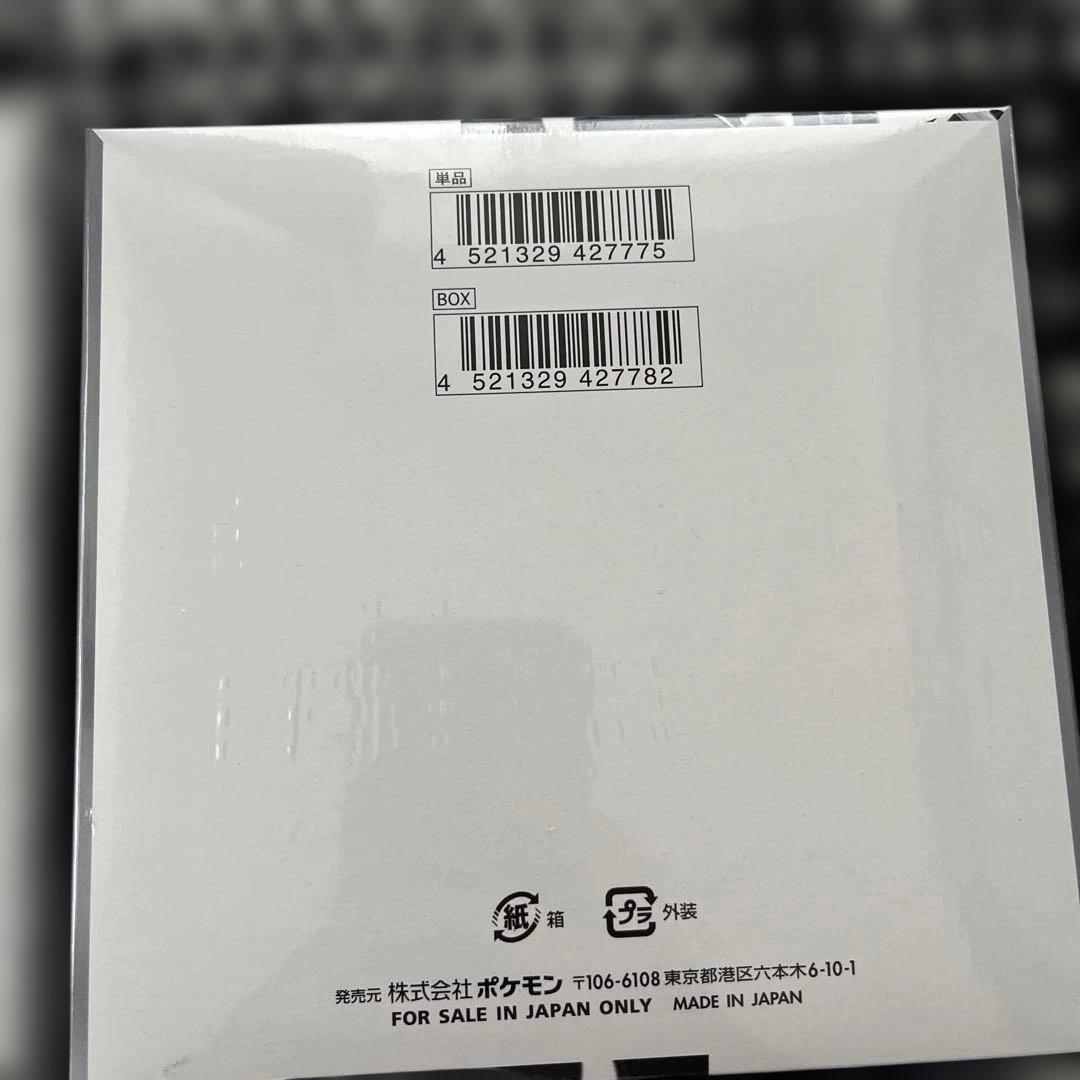 単品
4 521329 427775
BOX
4 521329 427782
紙 箱 プラ 外装
発売元 株式会社ポケモン 〒106-6108 東京都港区六本木6-10-1
FOR SALE IN JAPAN ONLY MADE IN JAPAN